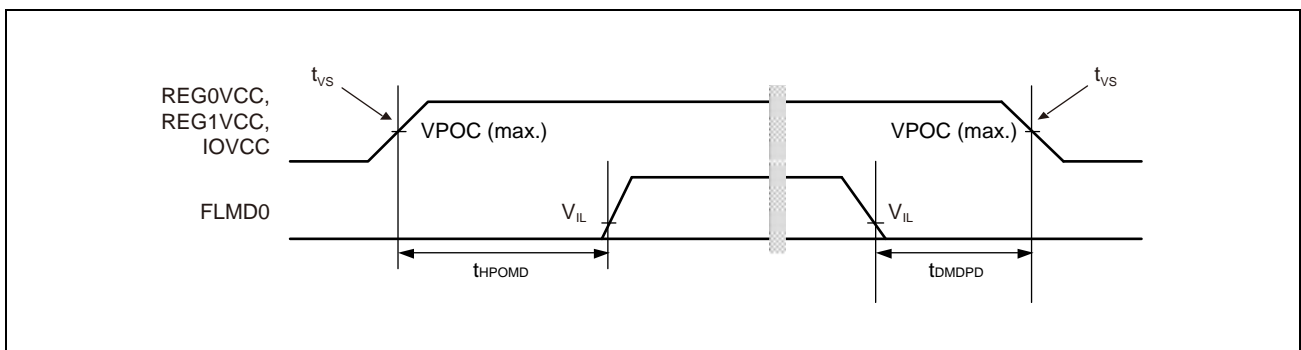 tVS
tVS
REG0VCC,
REG1VCC,
IOVCC
VPOC (max.)
VPOC (max.)
FLMD0
VIL
VIL
tHPOMD
tDMDPD